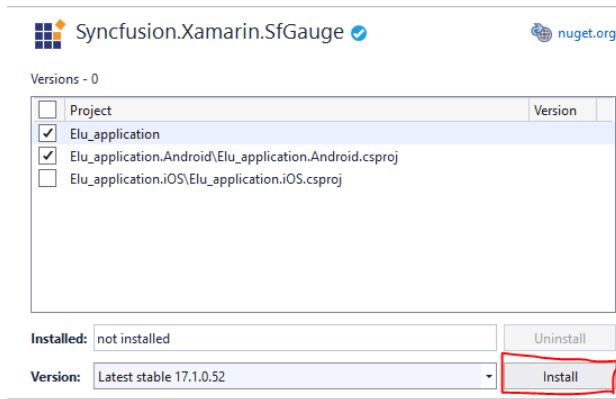 Syncfusion.Xamarin.SfGauge
nuget.org
Versions - 0
Project Version
Elu_application
Elu_application.Android\Elu_application.Android.csproj
Elu_application.iOS\Elu_application.iOS.csproj
Installed: not installed Uninstall
Version: Latest stable 17.1.0.52 Install